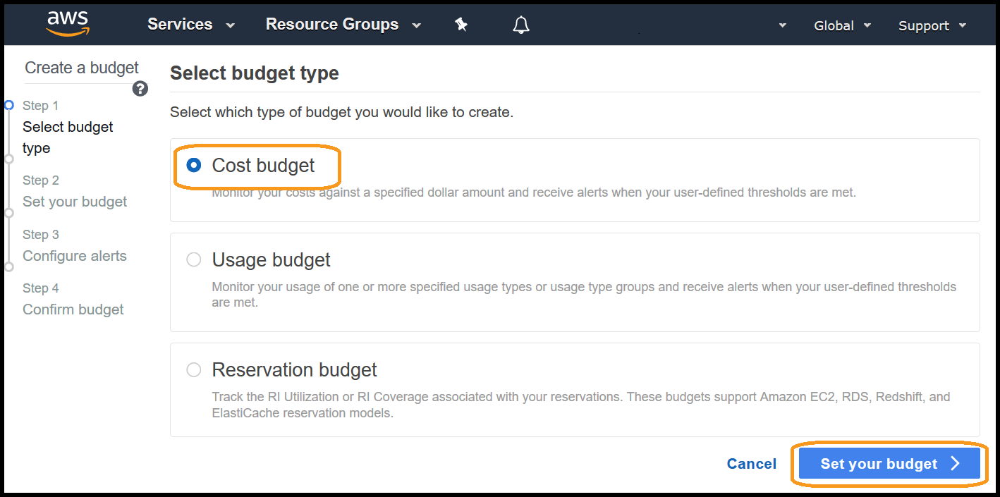 aws Services Resource Groups Global Support
Create a budget
?
Step 1
Select budget
type
Step 2
Set your budget
Step 3
Configure alerts
Step 4
Confirm budget
Select budget type
Select which type of budget you would like to create.
Cost budget
Monitor your costs against a specified dollar amount and receive alerts when your user-defined thresholds are met.
Usage budget
Monitor your usage of one or more specified usage types or usage type groups and receive alerts when your user-defined thresholds
are met.
Reservation budget
Track the RI Utilization or RI Coverage associated with your reservations. These budgets support Amazon EC2, RDS, Redshift, and
ElastiCache reservation models.
Cancel Set your budget